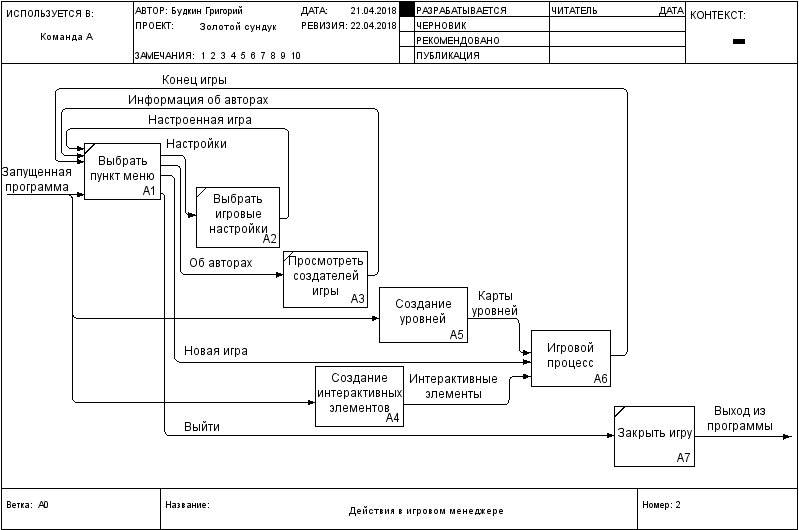 ИСПОЛЬЗУЕТСЯ В:
Команда А
АВТОР: Будкин Григорий
ДАТА: 21.04.2018
ПРОЕКТ: Золотой сундук
РЕВИЗИЯ: 22.04.2018
ЗАМЕЧАНИЯ: 1 2 3 4 5 6 7 8 9 10
РАЗРАБАТЫВАЕТСЯ
ЧЕРНОВИК
РЕКОМЕНДОВАНО
ПУБЛИКАЦИЯ
ЧИТАТЕЛЬ
ДАТА
КОНТЕКСТ:
Конец игры
Информация об авторах
Настроенная игра
Настройки
Запущенная
программа
Выбрать
пункт меню
A1
Выбрать
игровые
настройки
A2
Об авторах
Просмотреть
создателей
игры
A3
Создание
уровней
A5
Карты
уровней
Новая игра
Игровой
процесс
A6
Создание
интерактивных
элементов
A4
Интерактивные
элементы
Выйти
Закрыть игру
A7
Выход из
программы
Ветка: A0
Название:
Действия в игровом менеджере
Номер: 2